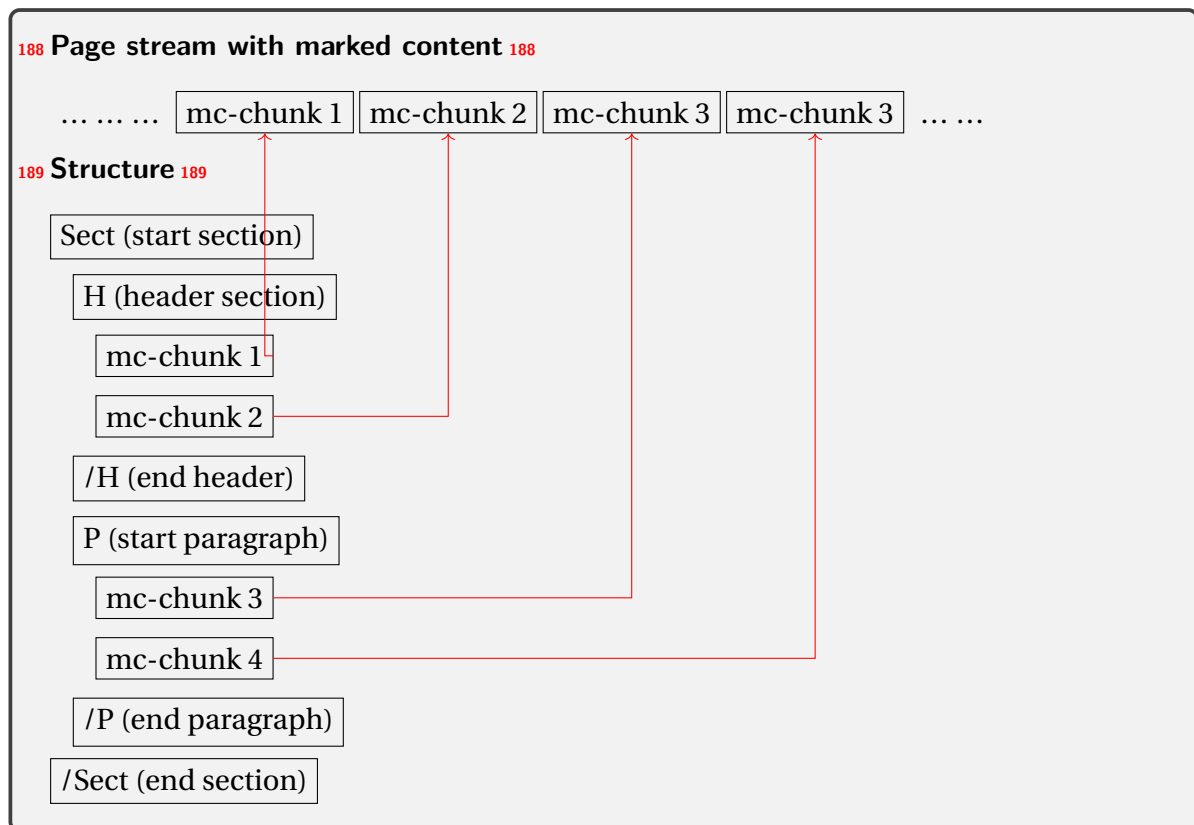 188 Page stream with marked content 188
... ... ... mc-chunk 1 mc-chunk 2 mc-chunk 3 mc-chunk 3 ... ...
189 Structure 189
Sect (start section)
H (header section)
mc-chunk 1
mc-chunk 2
/H (end header)
P (start paragraph)
mc-chunk 3
mc-chunk 4
/P (end paragraph)
/Sect (end section)